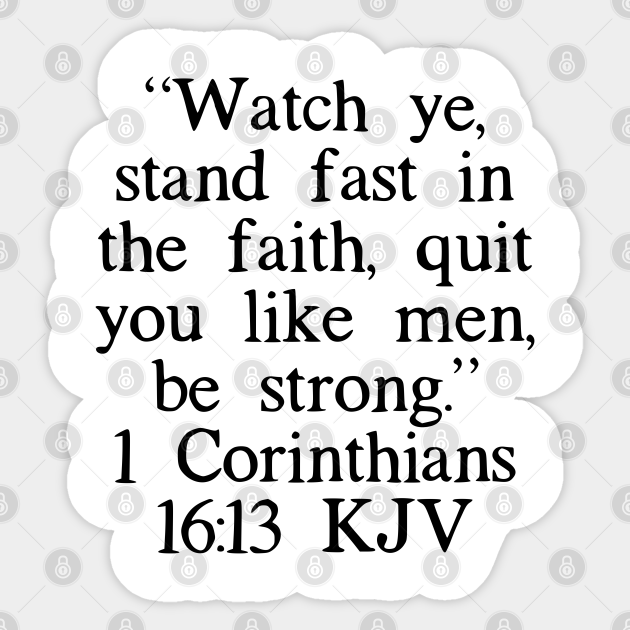 “Watch ye,
stand fast in
the faith, quit
you like men,
be strong.”
1 Corinthians
16:13 KJV